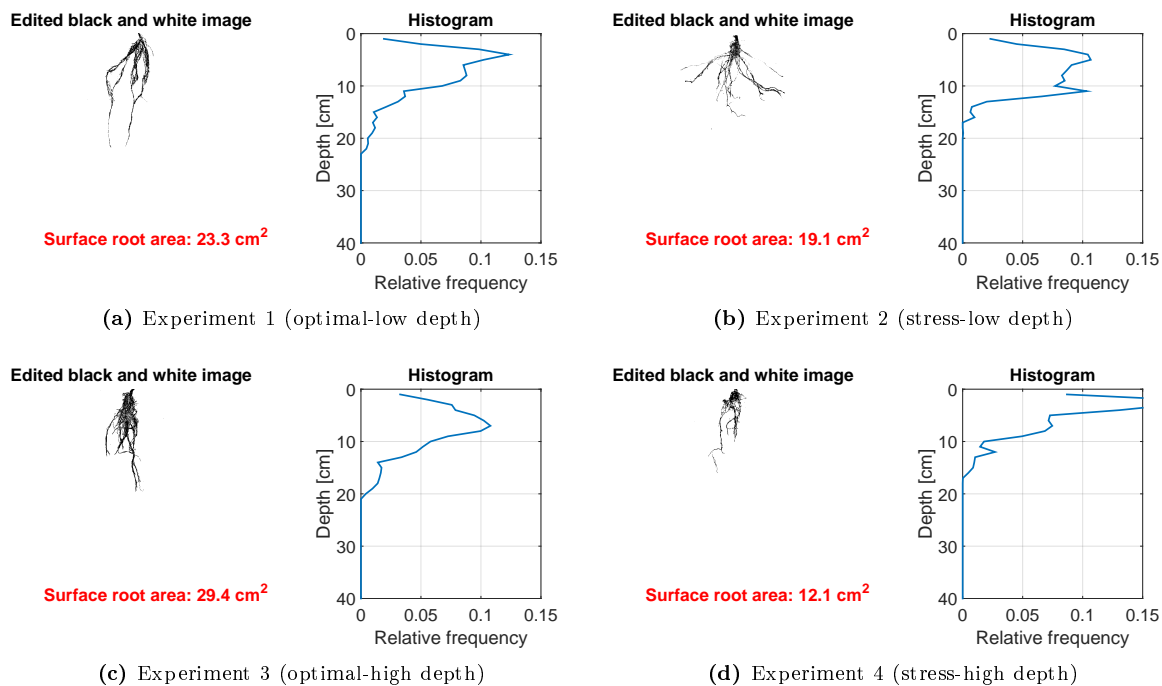 Edited black and white image
Histogram
0
10
20
30
40
Depth [cm]
0 0.05 0.1 0.15
Relative frequency
Surface root area: 23.3 cm²
(a) Experiment 1 (optimal-low depth)
Edited black and white image
Histogram
0
10
20
30
40
Depth [cm]
0 0.05 0.1 0.15
Relative frequency
Surface root area: 19.1 cm²
(b) Experiment 2 (stress-low depth)
Edited black and white image
Histogram
0
10
20
30
40
Depth [cm]
0 0.05 0.1 0.15
Relative frequency
Surface root area: 29.4 cm²
(c) Experiment 3 (optimal-high depth)
Edited black and white image
Histogram
0
10
20
30
40
Depth [cm]
0 0.05 0.1 0.15
Relative frequency
Surface root area: 12.1 cm²
(d) Experiment 4 (stress-high depth)